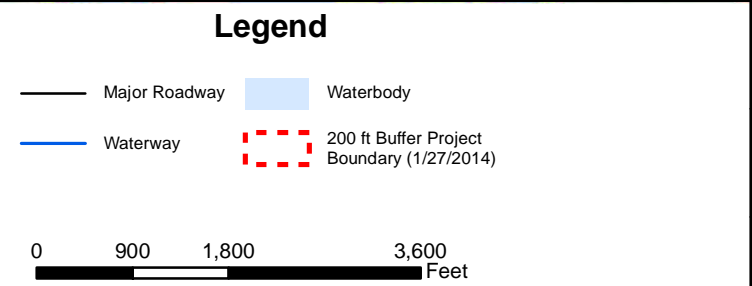 Legend
Major Roadway
Waterbody
Waterway
200 ft Buffer Project
Boundary (1/27/2014)
0 900 1,800 3,600
Feet